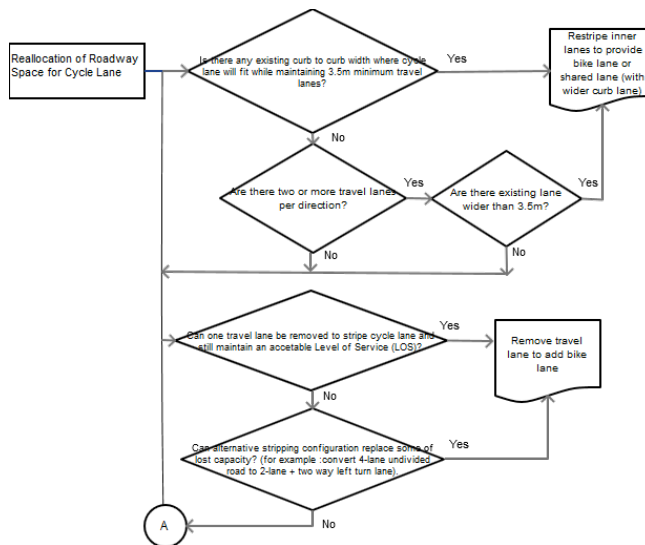 Reallocation of Roadway
Space for Cycle Lane
Is there any existing curb to curb width where cycle
lane will fit while maintaining 3.5m minimum travel
lanes?
Yes
Restripe inner
lanes to provide
bike lane or
shared lane (with
wider curb lane)
No
Are there two or more travel lanes
per direction?
Yes
Are there existing lane
wider than 3.5m?
Yes
No
No
Can one travel lane be removed to stripe cycle lane and
still maintain an accetable Level of Service (LOS)?
Yes
Remove travel
lane to add bike
lane
No
Can alternative stripping configuration replace some of
lost capacity? (for example :convert 4-lane undivided
road to 2-lane + two way left turn lane).
Yes
No
A